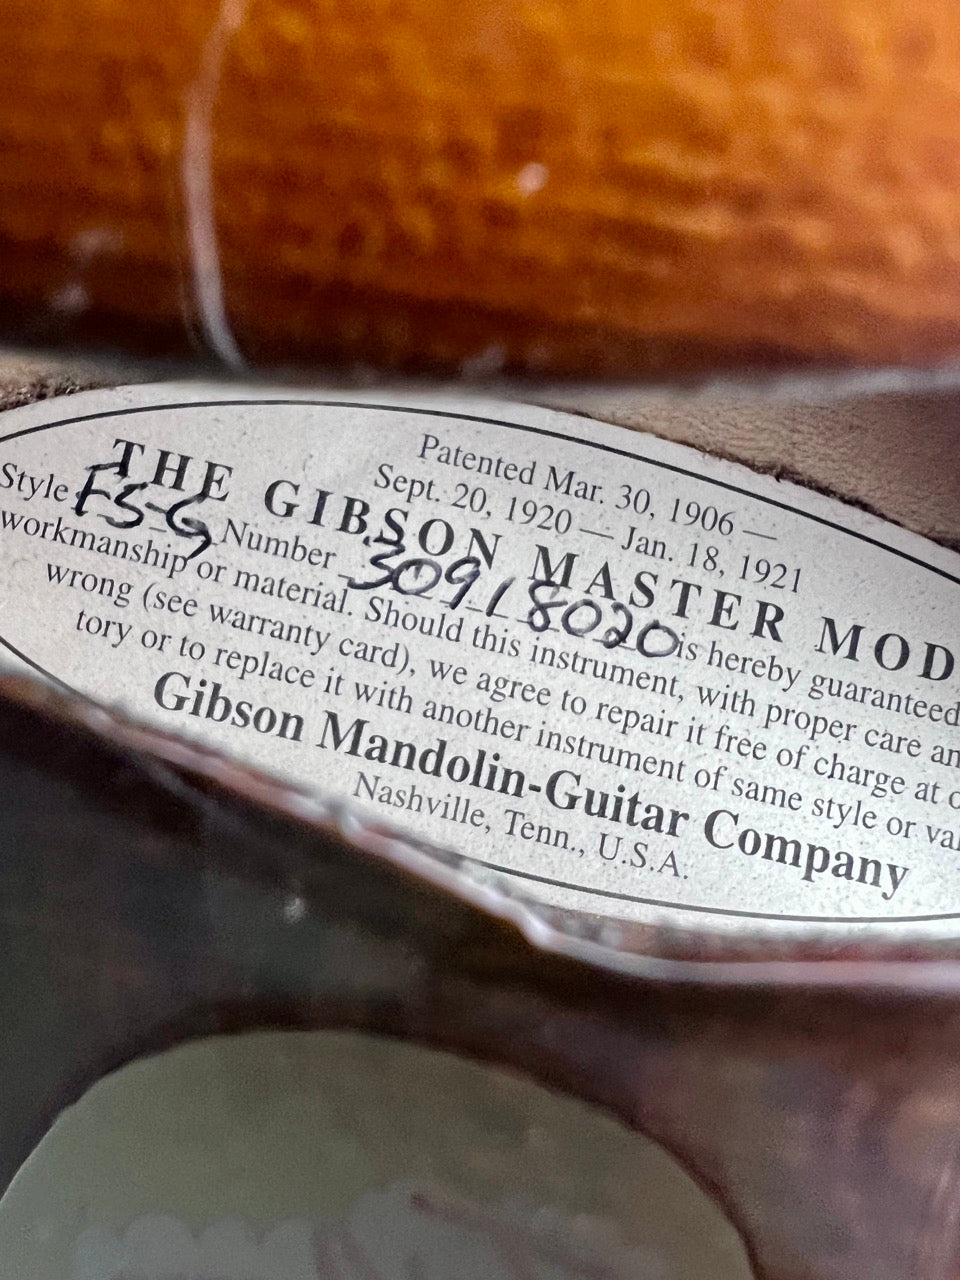 Patented Mar. 30, 1906 —
Sept. 20, 1920 — Jan. 18, 1921
THE GIBSON MASTER MOD
Style F5-G Number 30918020 is hereby guaranteed
workmanship or material. Should this instrument, with proper care an
wrong (see warranty card), we agree to repair it free of charge at o
tory or to replace it with another instrument of same style or val
Gibson Mandolin-Guitar Company
Nashville, Tenn., U.S.A.